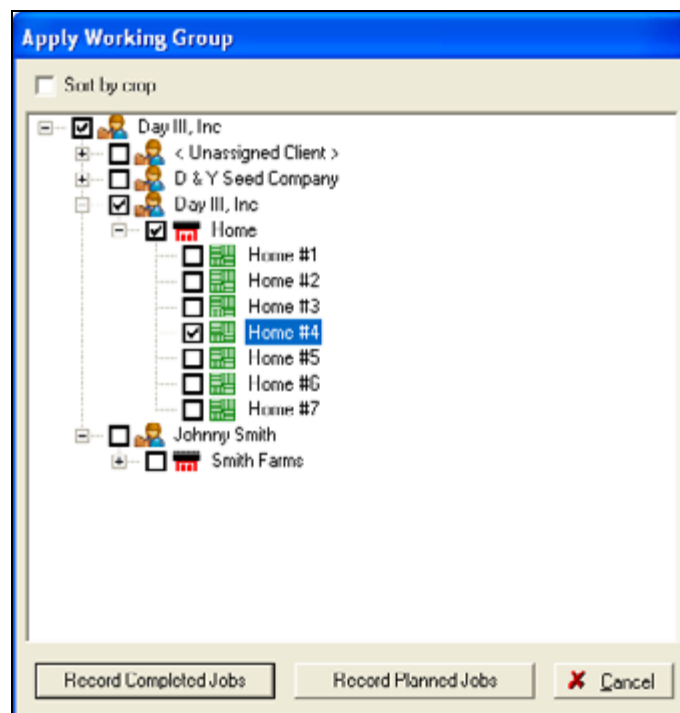 Apply Working Group
Sort by crop
Day III, Inc
< Unassigned Client >
D & Y Seed Company
Day III, Inc
Home
Home #1
Home #2
Home #3
Home #4
Home #5
Home #6
Home #7
Johnny Smith
Smith Farms
Record Completed Jobs Record Planned Jobs Cancel